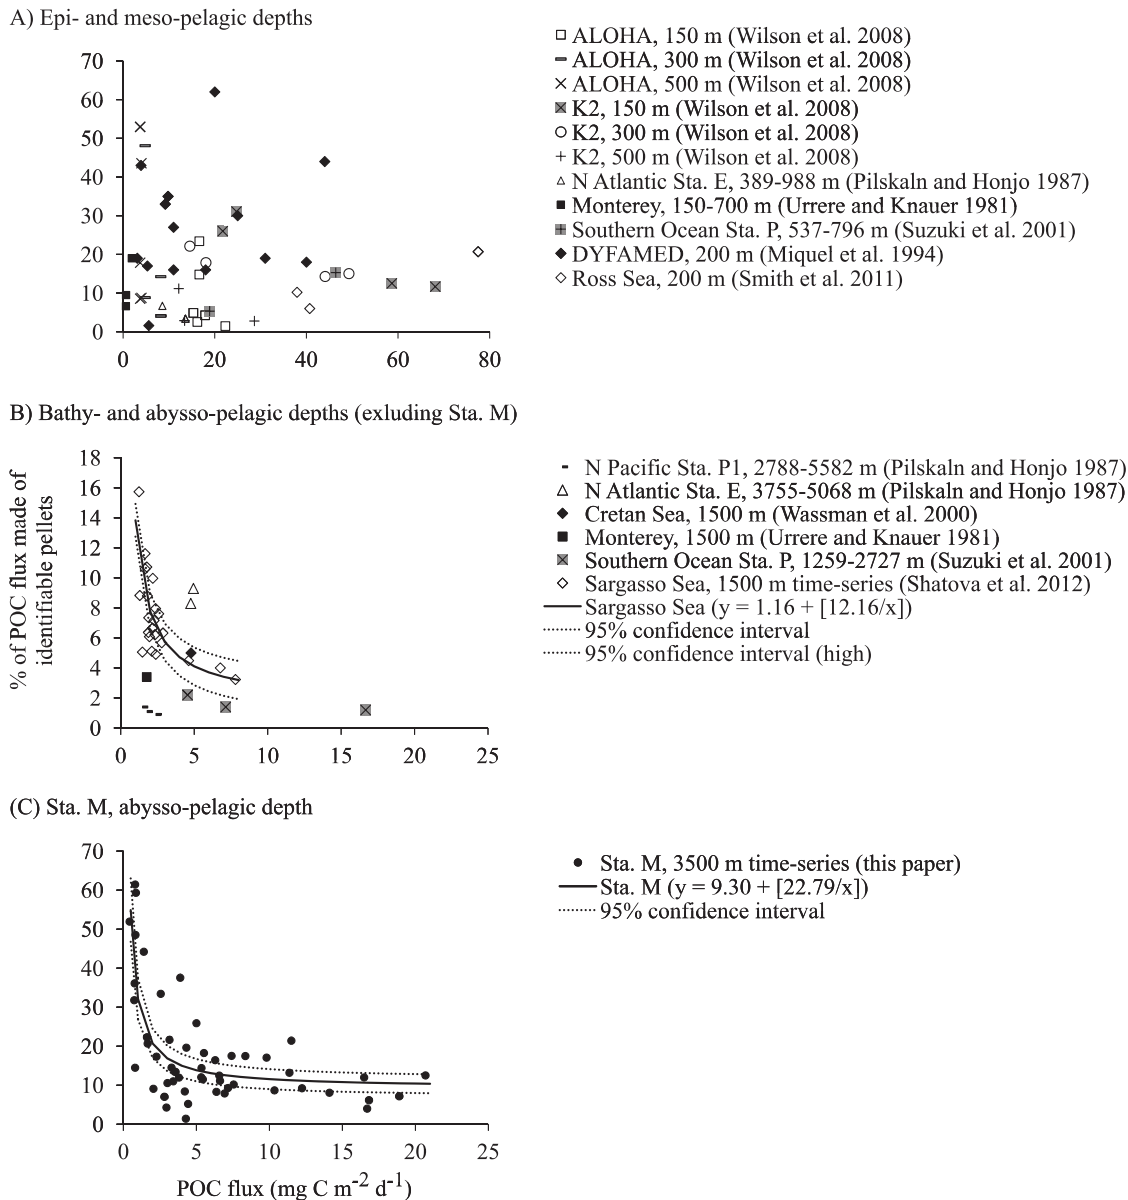 A) Epi- and meso-pelagic depths
70
60
50
40
30
20
10
0
0 20 40 60 80
ALOHA, 150 m (Wilson et al. 2008)
ALOHA, 300 m (Wilson et al. 2008)
ALOHA, 500 m (Wilson et al. 2008)
K2, 150 m (Wilson et al. 2008)
K2, 300 m (Wilson et al. 2008)
K2, 500 m (Wilson et al. 2008)
N Atlantic Sta. E, 389-988 m (Pilskaln and Honjo 1987)
Monterey, 150-700 m (Urrere and Knauer 1981)
Southern Ocean Sta. P, 537-796 m (Suzuki et al. 2001)
DYFAMED, 200 m (Miquel et al. 1994)
Ross Sea, 200 m (Smith et al. 2011)
B) Bathy- and abysso-pelagic depths (exluding Sta. M)
% of POC flux made of
identifiable pellets
18
16
14
12
10
8
6
4
2
0
0 5 10 15 20 25
N Pacific Sta. P1, 2788-5582 m (Pilskaln and Honjo 1987)
N Atlantic Sta. E, 3755-5068 m (Pilskaln and Honjo 1987)
Cretan Sea, 1500 m (Wassman et al. 2000)
Monterey, 1500 m (Urrere and Knauer 1981)
Southern Ocean Sta. P, 1259-2727 m (Suzuki et al. 2001)
Sargasso Sea, 1500 m time-series (Shatova et al. 2012)
Sargasso Sea (y = 1.16 + [12.16/x])
95% confidence interval
95% confidence interval (high)
(C) Sta. M, abysso-pelagic depth
70
60
50
40
30
20
10
0
0 5 10 15 20 25
POC flux (mg C m⁻² d⁻¹)
Sta. M, 3500 m time-series (this paper)
Sta. M (y = 9.30 + [22.79/x])
95% confidence interval